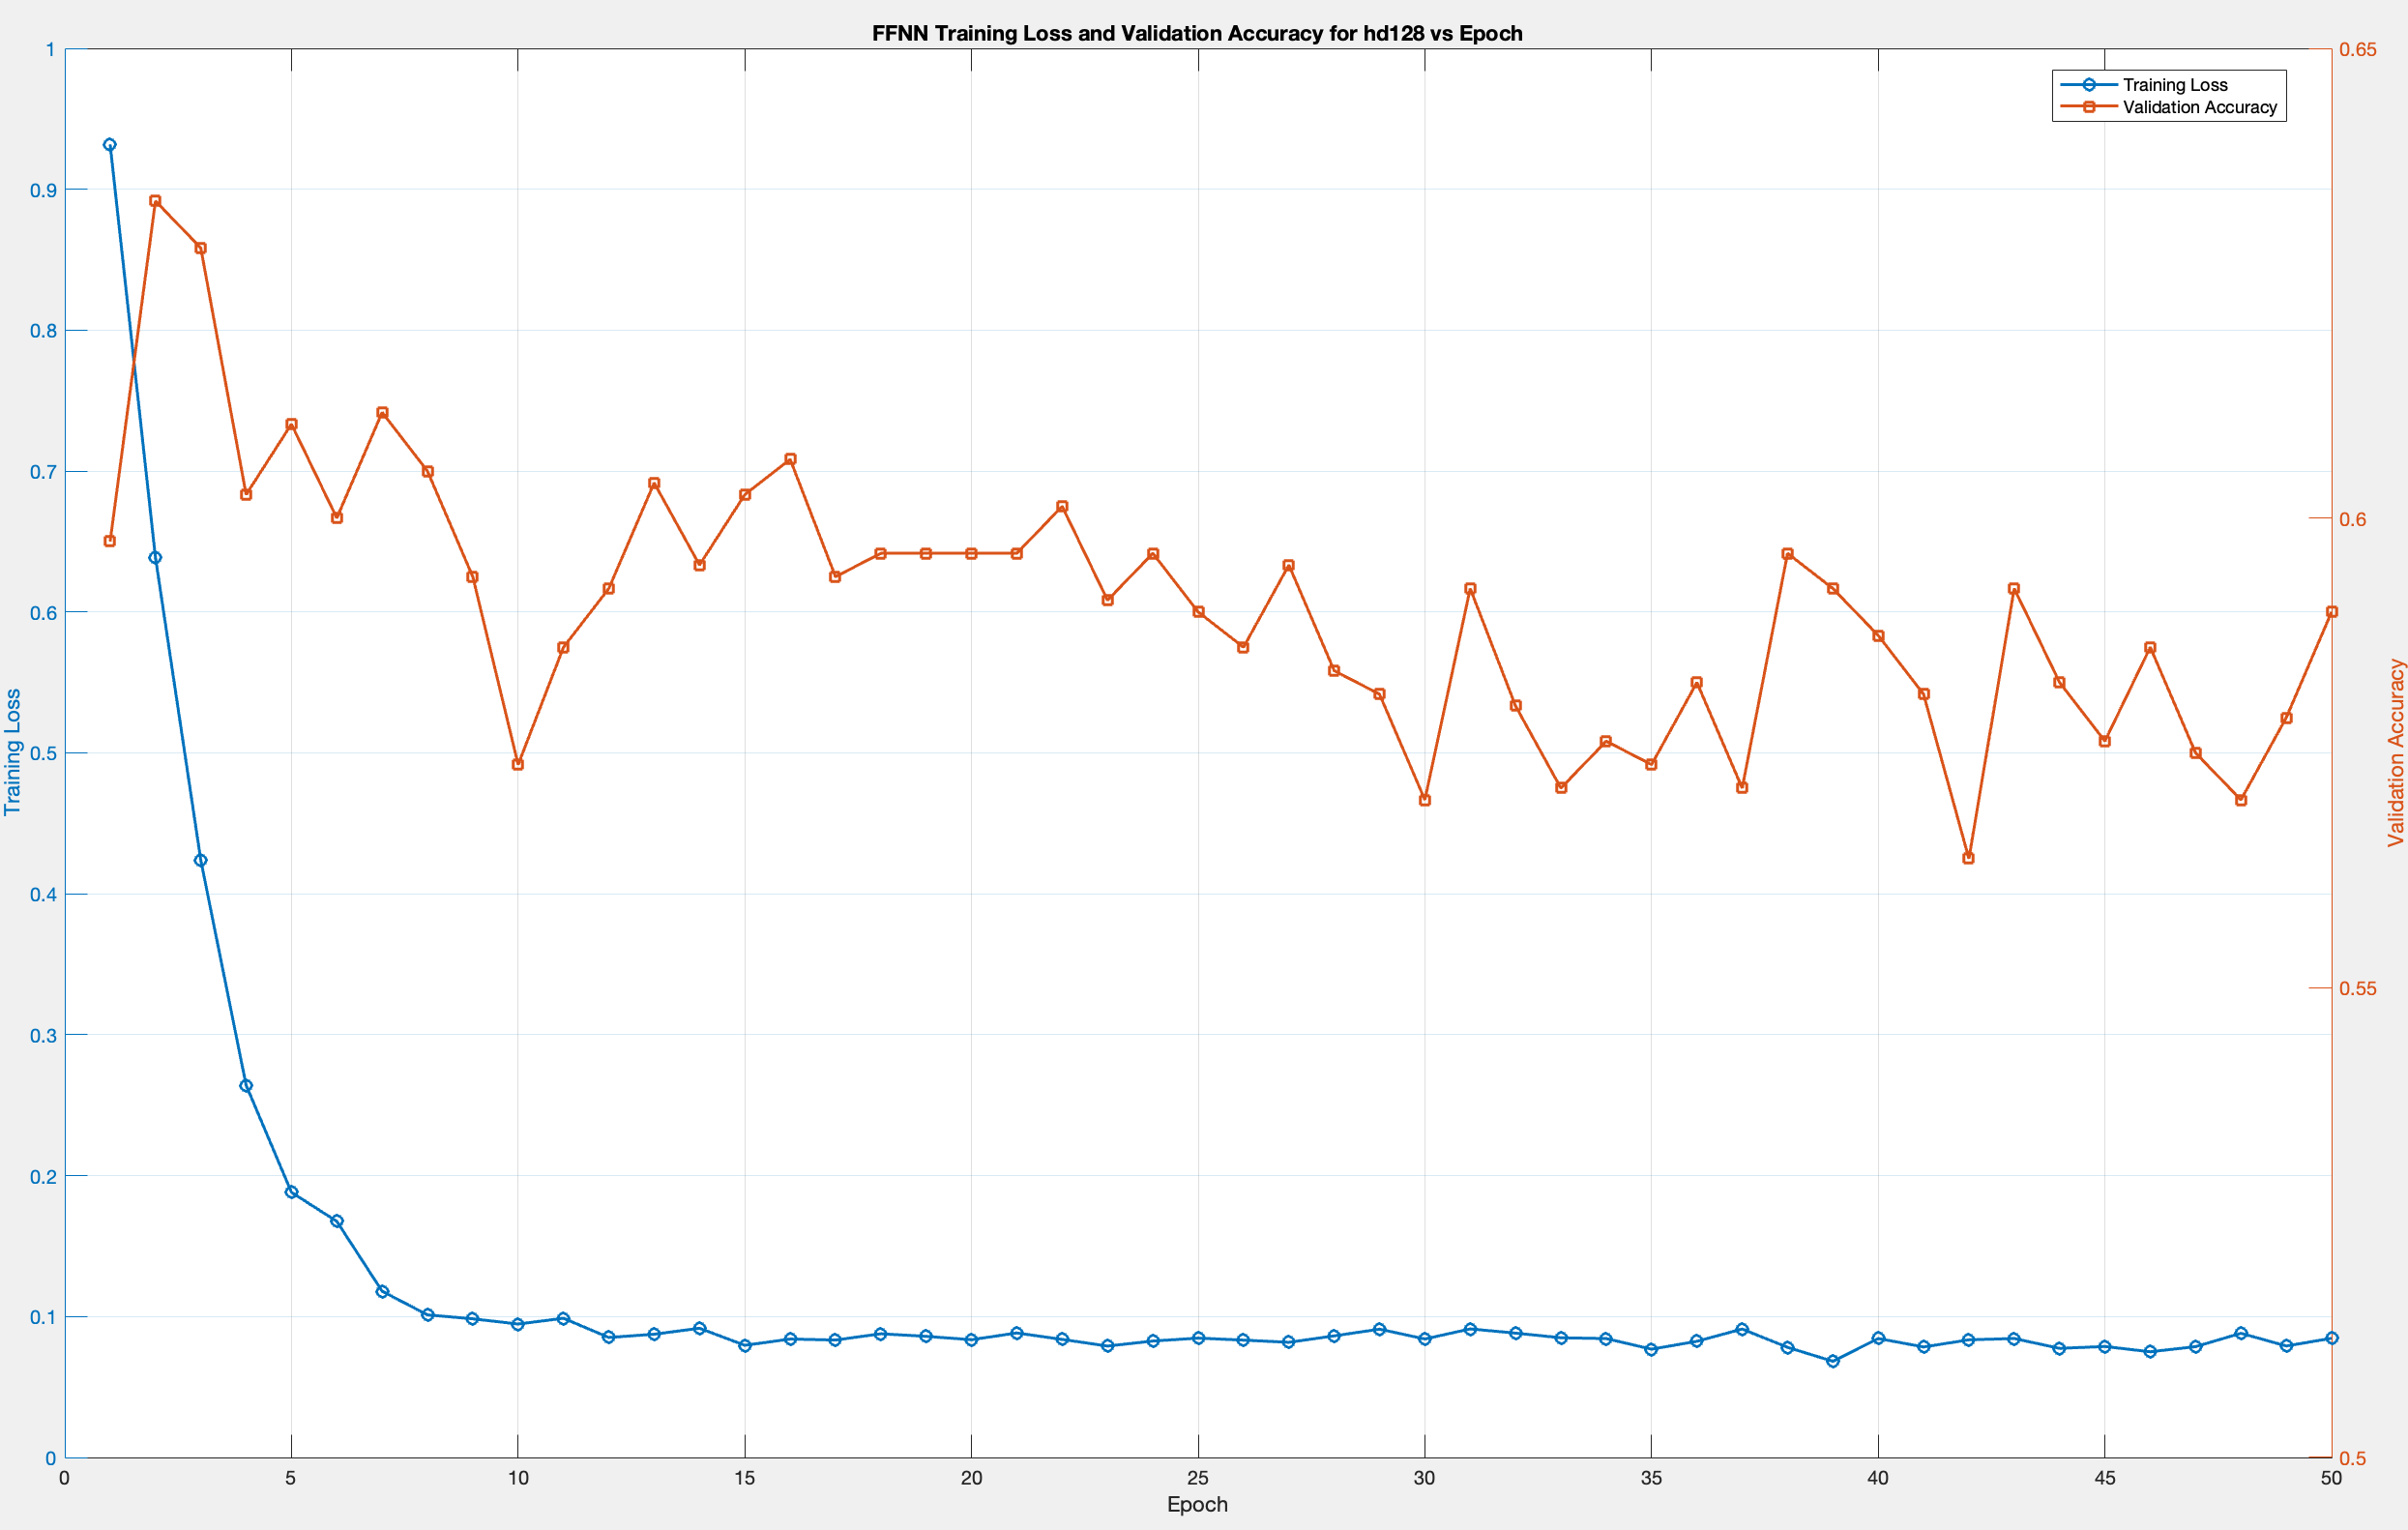 FFNN Training Loss and Validation Accuracy for hd128 vs Epoch
Training Loss
Validation Accuracy
1
0.9
0.8
0.7
0.6
0.5
0.4
0.3
0.2
0.1
0
Training Loss
0.65
0.6
0.55
0.5
Validation Accuracy
0 5 10 15 20 25 30 35 40 45 50
Epoch